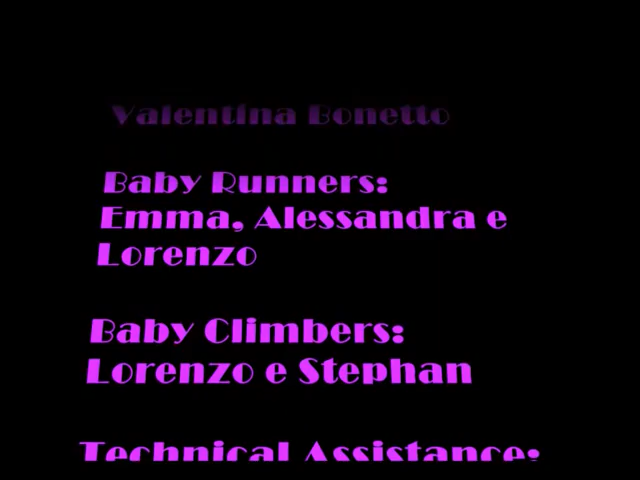 Valentina Bonetto
Baby Runners:
Emma, Alessandra e
Lorenzo
Baby Climbers:
Lorenzo e Stephan
Technical Assistance: